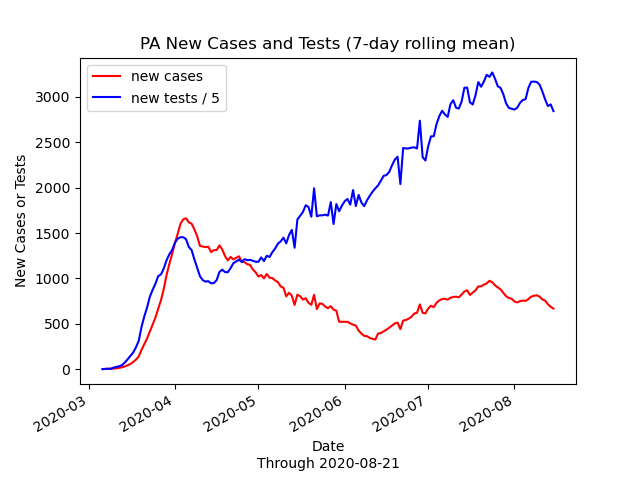 PA New Cases and Tests (7-day rolling mean)
new cases
new tests / 5
New Cases or Tests
3000
2500
2000
1500
1000
500
0
2020-03
2020-04
2020-05
2020-06
2020-07
2020-08
Date
Through 2020-08-21